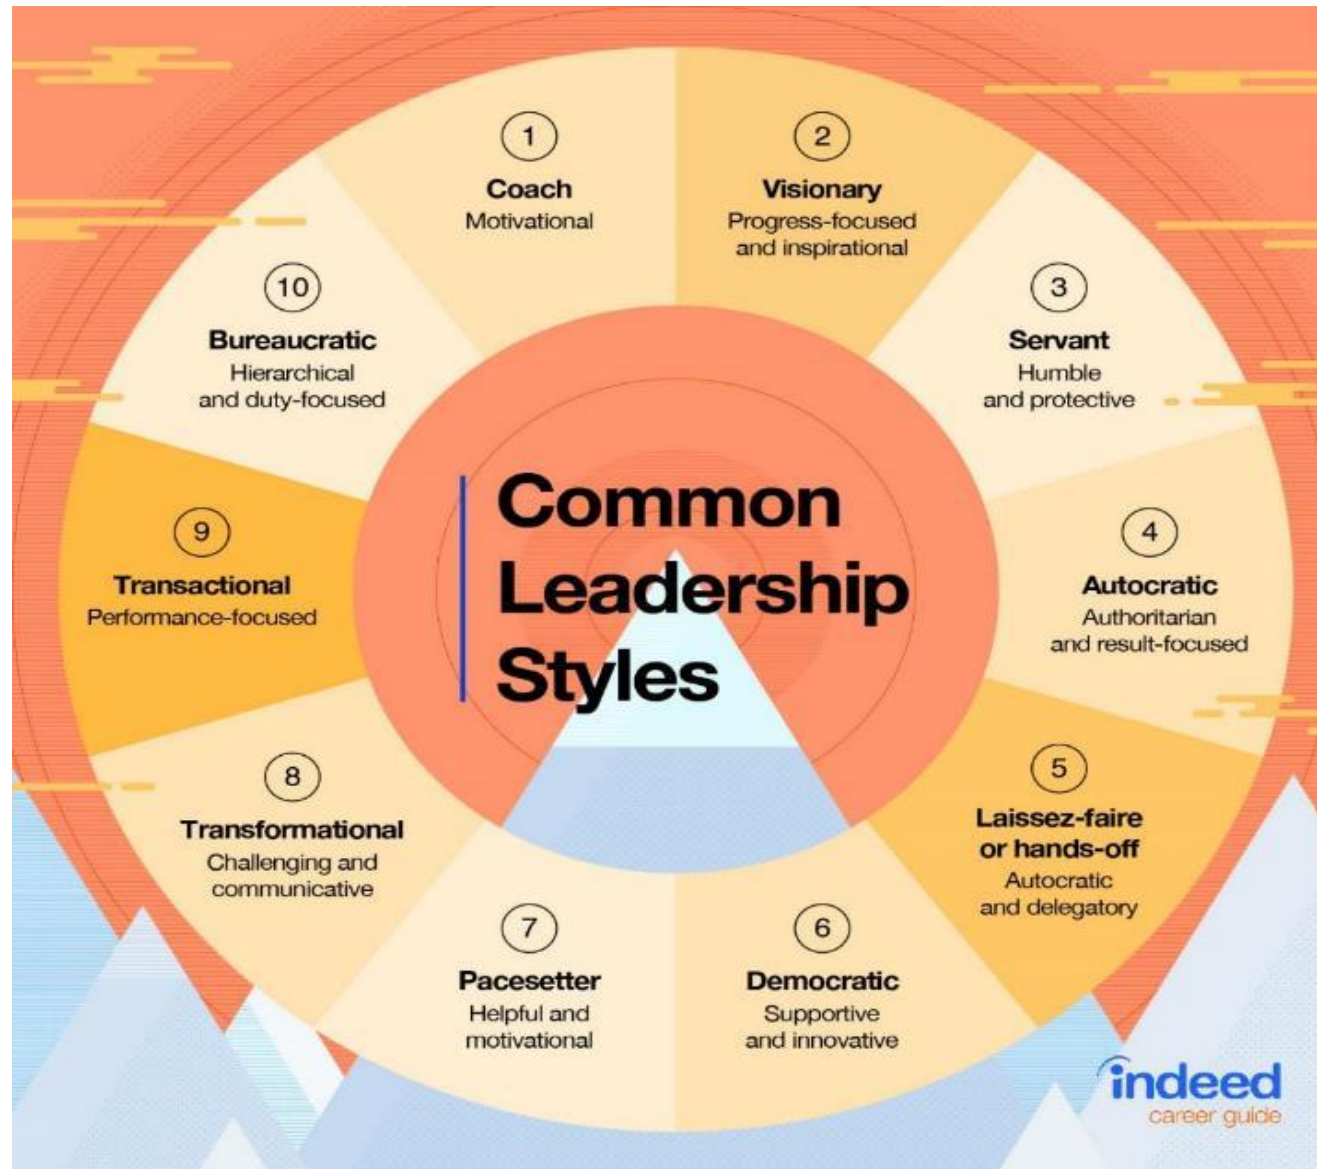 Common
Leadership
Styles
1
Coach
Motivational
2
Visionary
Progress-focused
and inspirational
3
Servant
Humble
and protective
4
Autocratic
Authoritarian
and result-focused
5
Laissez-faire
or hands-off
Autocratic
and delegatory
6
Democratic
Supportive
and innovative
7
Pacesetter
Helpful and
motivational
8
Transformational
Challenging and
communicative
9
Transactional
Performance-focused
10
Bureaucratic
Hierarchical
and duty-focused
indeed
career guide